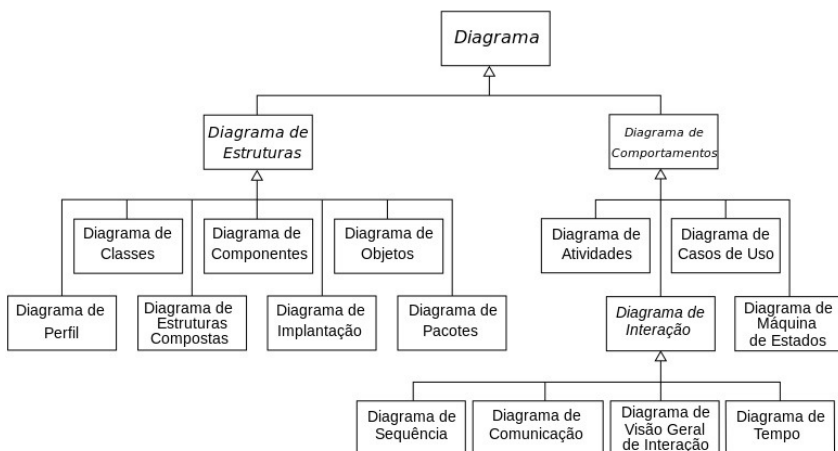 Diagrama
Diagrama de
Estruturas
Diagrama de
Comportamentos
Diagrama de
Classes
Diagrama de
Componentes
Diagrama de
Objetos
Diagrama de
Atividades
Diagrama de
Casos de Uso
Diagrama de
Perfil
Diagrama de
Estruturas
Compostas
Diagrama de
Implantação
Diagrama de
Pacotes
Diagrama de
Interação
Diagrama de
Máquina
de Estados
Diagrama de
Sequência
Diagrama de
Comunicação
Diagrama de
Visão Geral
de Interação
Diagrama de
Tempo